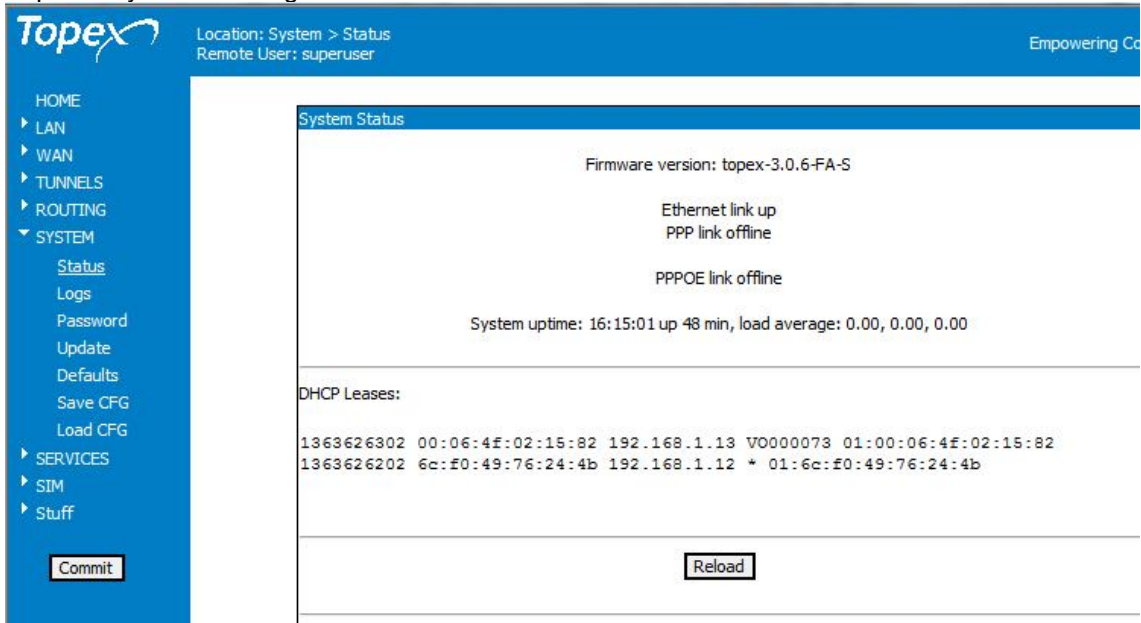 Topex
Location: System > Status
Remote User: superuser
Empowering Co
HOME
LAN
WAN
TUNNELS
ROUTING
SYSTEM
Status
Logs
Password
Update
Defaults
Save CFG
Load CFG
SERVICES
SIM
Stuff
Commit
System Status
Firmware version: topex-3.0.6-FA-S
Ethernet link up
PPP link offline
PPPOE link offline
System uptime: 16:15:01 up 48 min, load average: 0.00, 0.00, 0.00
DHCP Leases:
1363626302 00:06:4f:02:15:82 192.168.1.13 VO000073 01:00:06:4f:02:15:82
1363626202 6c:f0:49:76:24:4b 192.168.1.12 * 01:6c:f0:49:76:24:4b
Reload